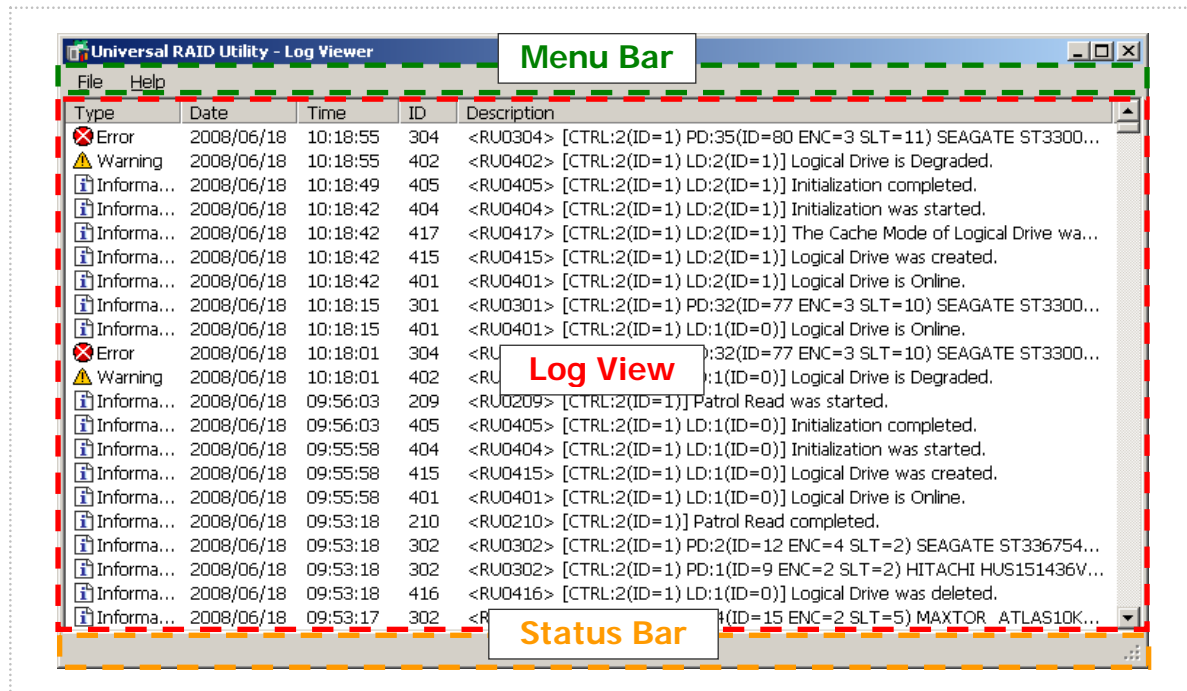 Universal RAID Utility - Log Viewer
Menu Bar
File Help
Type Date Time ID Description
Error 2008/06/18 10:18:55 304 <RU0304> [CTRL:2(ID=1) PD:35(ID=80 ENC=3 SLT=11) SEAGATE ST3300...
Warning 2008/06/18 10:18:55 402 <RU0402> [CTRL:2(ID=1) LD:2(ID=1)] Logical Drive is Degraded.
Informa... 2008/06/18 10:18:49 405 <RU0405> [CTRL:2(ID=1) LD:2(ID=1)] Initialization completed.
Informa... 2008/06/18 10:18:42 404 <RU0404> [CTRL:2(ID=1) LD:2(ID=1)] Initialization was started.
Informa... 2008/06/18 10:18:42 417 <RU0417> [CTRL:2(ID=1) LD:2(ID=1)] The Cache Mode of Logical Drive wa...
Informa... 2008/06/18 10:18:42 415 <RU0415> [CTRL:2(ID=1) LD:2(ID=1)] Logical Drive was created.
Informa... 2008/06/18 10:18:42 401 <RU0401> [CTRL:2(ID=1) LD:2(ID=1)] Logical Drive is Online.
Informa... 2008/06/18 10:18:15 301 <RU0301> [CTRL:2(ID=1) PD:32(ID=77 ENC=3 SLT=10) SEAGATE ST3300...
Informa... 2008/06/18 10:18:15 401 <RU0401> [CTRL:2(ID=1) LD:1(ID=0)] Logical Drive is Online.
Error 2008/06/18 10:18:01 304 <RU :32(ID=77 ENC=3 SLT=10) SEAGATE ST3300...
Log View
Warning 2008/06/18 10:18:01 402 <RU :1(ID=0)] Logical Drive is Degraded.
Informa... 2008/06/18 09:56:03 209 <RU0209> [CTRL:2(ID=1)] Patrol Read was started.
Informa... 2008/06/18 09:56:03 405 <RU0405> [CTRL:2(ID=1) LD:1(ID=0)] Initialization completed.
Informa... 2008/06/18 09:55:58 404 <RU0404> [CTRL:2(ID=1) LD:1(ID=0)] Initialization was started.
Informa... 2008/06/18 09:55:58 415 <RU0415> [CTRL:2(ID=1) LD:1(ID=0)] Logical Drive was created.
Informa... 2008/06/18 09:55:58 401 <RU0401> [CTRL:2(ID=1) LD:1(ID=0)] Logical Drive is Online.
Informa... 2008/06/18 09:53:18 210 <RU0210> [CTRL:2(ID=1)] Patrol Read completed.
Informa... 2008/06/18 09:53:18 302 <RU0302> [CTRL:2(ID=1) PD:2(ID=12 ENC=4 SLT=2) SEAGATE ST336754...
Informa... 2008/06/18 09:53:18 302 <RU0302> [CTRL:2(ID=1) PD:1(ID=9 ENC=2 SLT=2) HITACHI HUS151436V...
Informa... 2008/06/18 09:53:18 416 <RU0416> [CTRL:2(ID=1) LD:1(ID=0)] Logical Drive was deleted.
Informa... 2008/06/18 09:53:17 302 (ID=15 ENC=2 SLT=5) MAXTOR ATLAS10K...
Status Bar